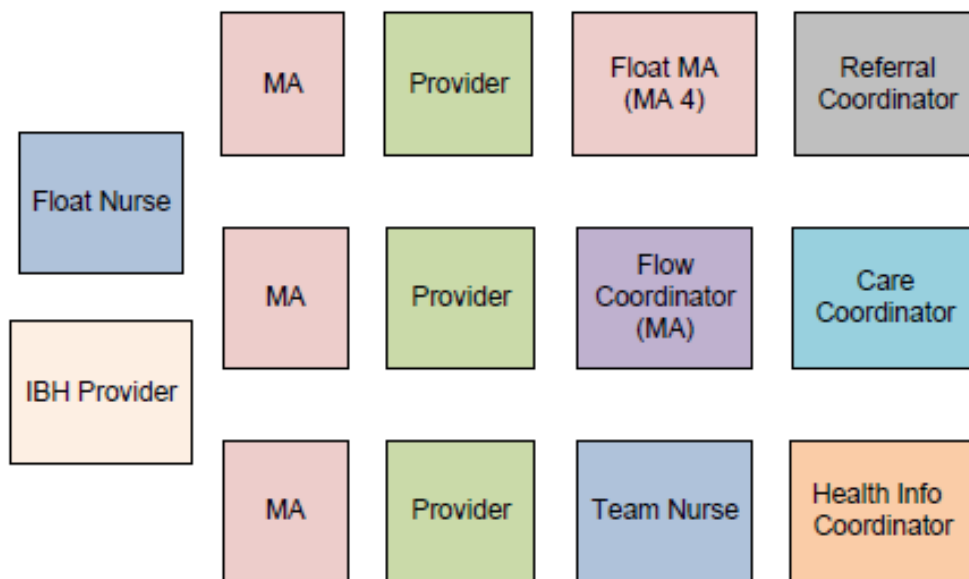 MA
Provider
Float MA
(MA 4)
Referral
Coordinator
Float Nurse
MA
Provider
Flow
Coordinator
(MA)
Care
Coordinator
IBH Provider
MA
Provider
Team Nurse
Health Info
Coordinator